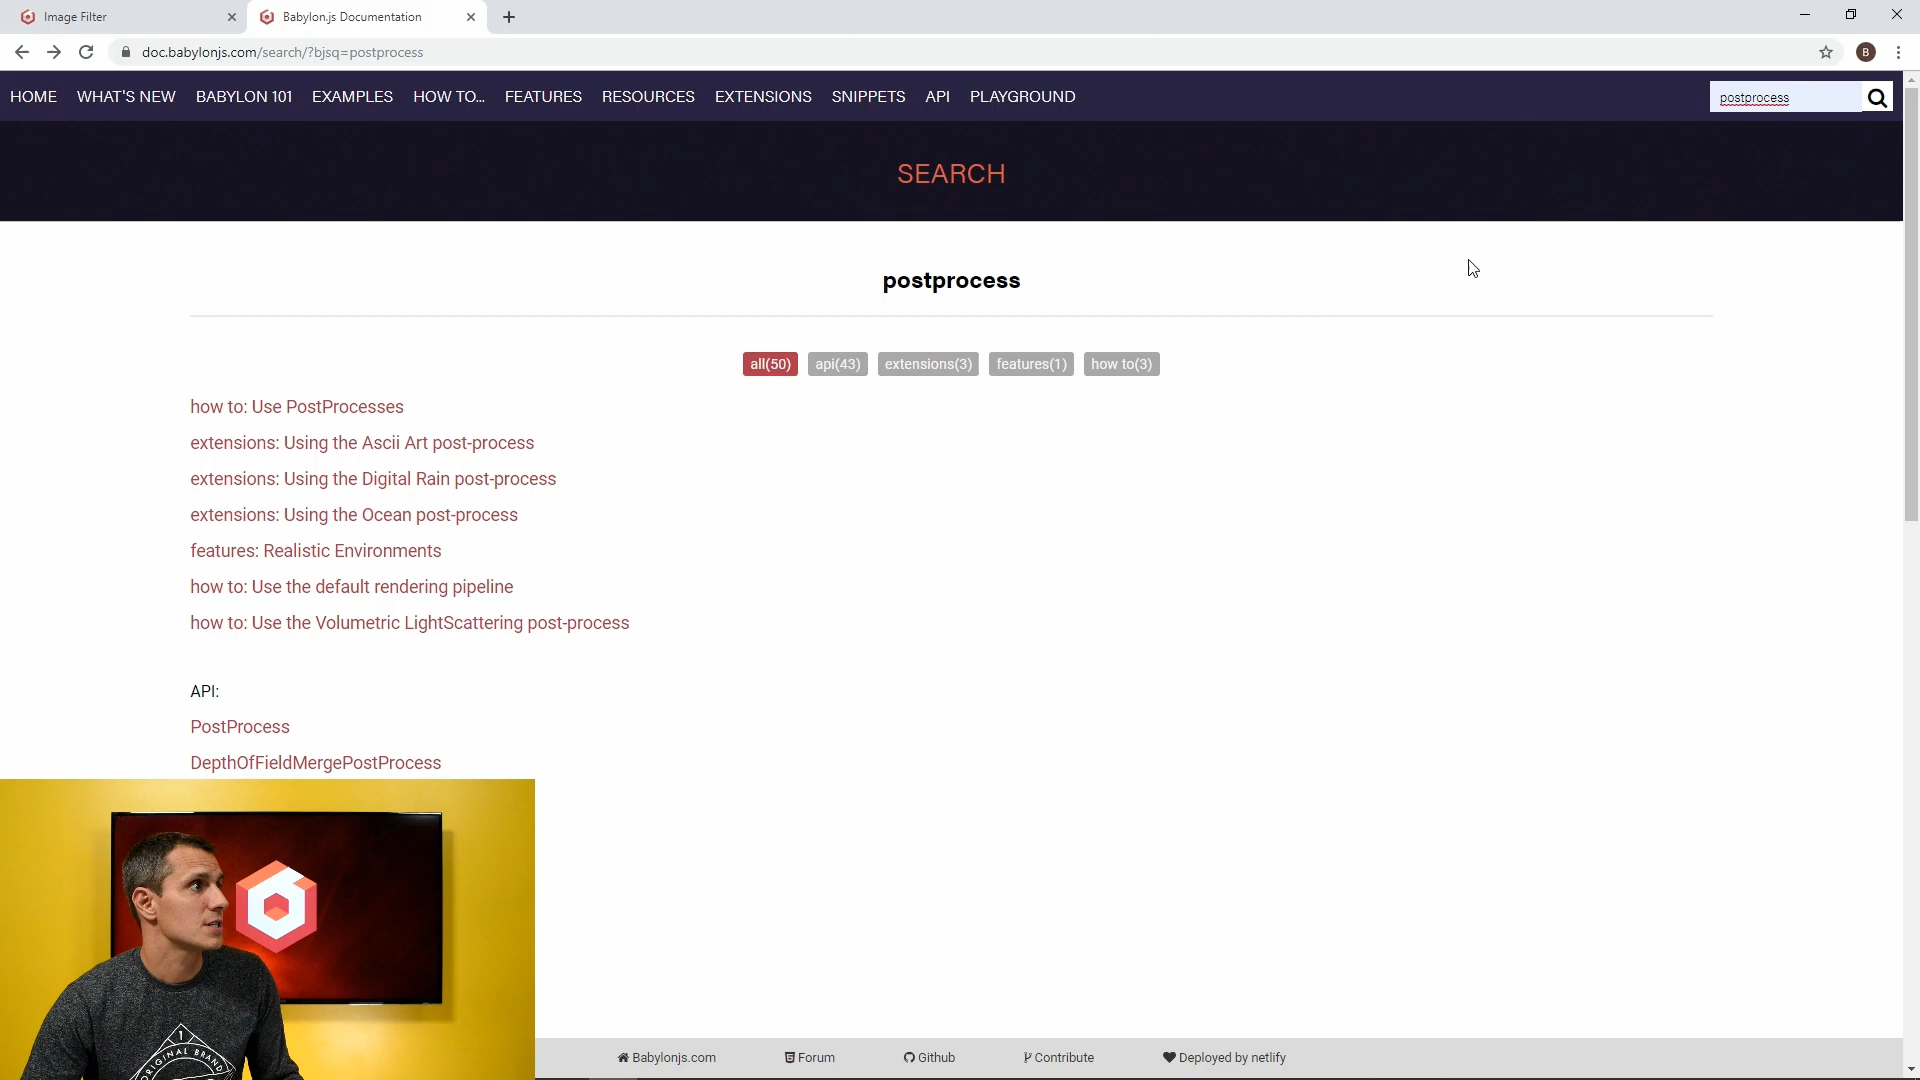 Image Filter
Babylon.js Documentation
doc.babylonjs.com/search/?bjsq=postprocess
B
HOME WHAT'S NEW BABYLON 101 EXAMPLES HOW TO... FEATURES RESOURCES EXTENSIONS SNIPPETS API PLAYGROUND
postprocess
SEARCH
postprocess
all(50) api(43) extensions(3) features(1) how to(3)
how to: Use PostProcesses
extensions: Using the Ascii Art post-process
extensions: Using the Digital Rain post-process
extensions: Using the Ocean post-process
features: Realistic Environments
how to: Use the default rendering pipeline
how to: Use the Volumetric LightScattering post-process
API:
PostProcess
DepthOfFieldMergePostProcess
1
ORIGINAL BRAND
Babylonjs.com Forum Github Contribute Deployed by netlify